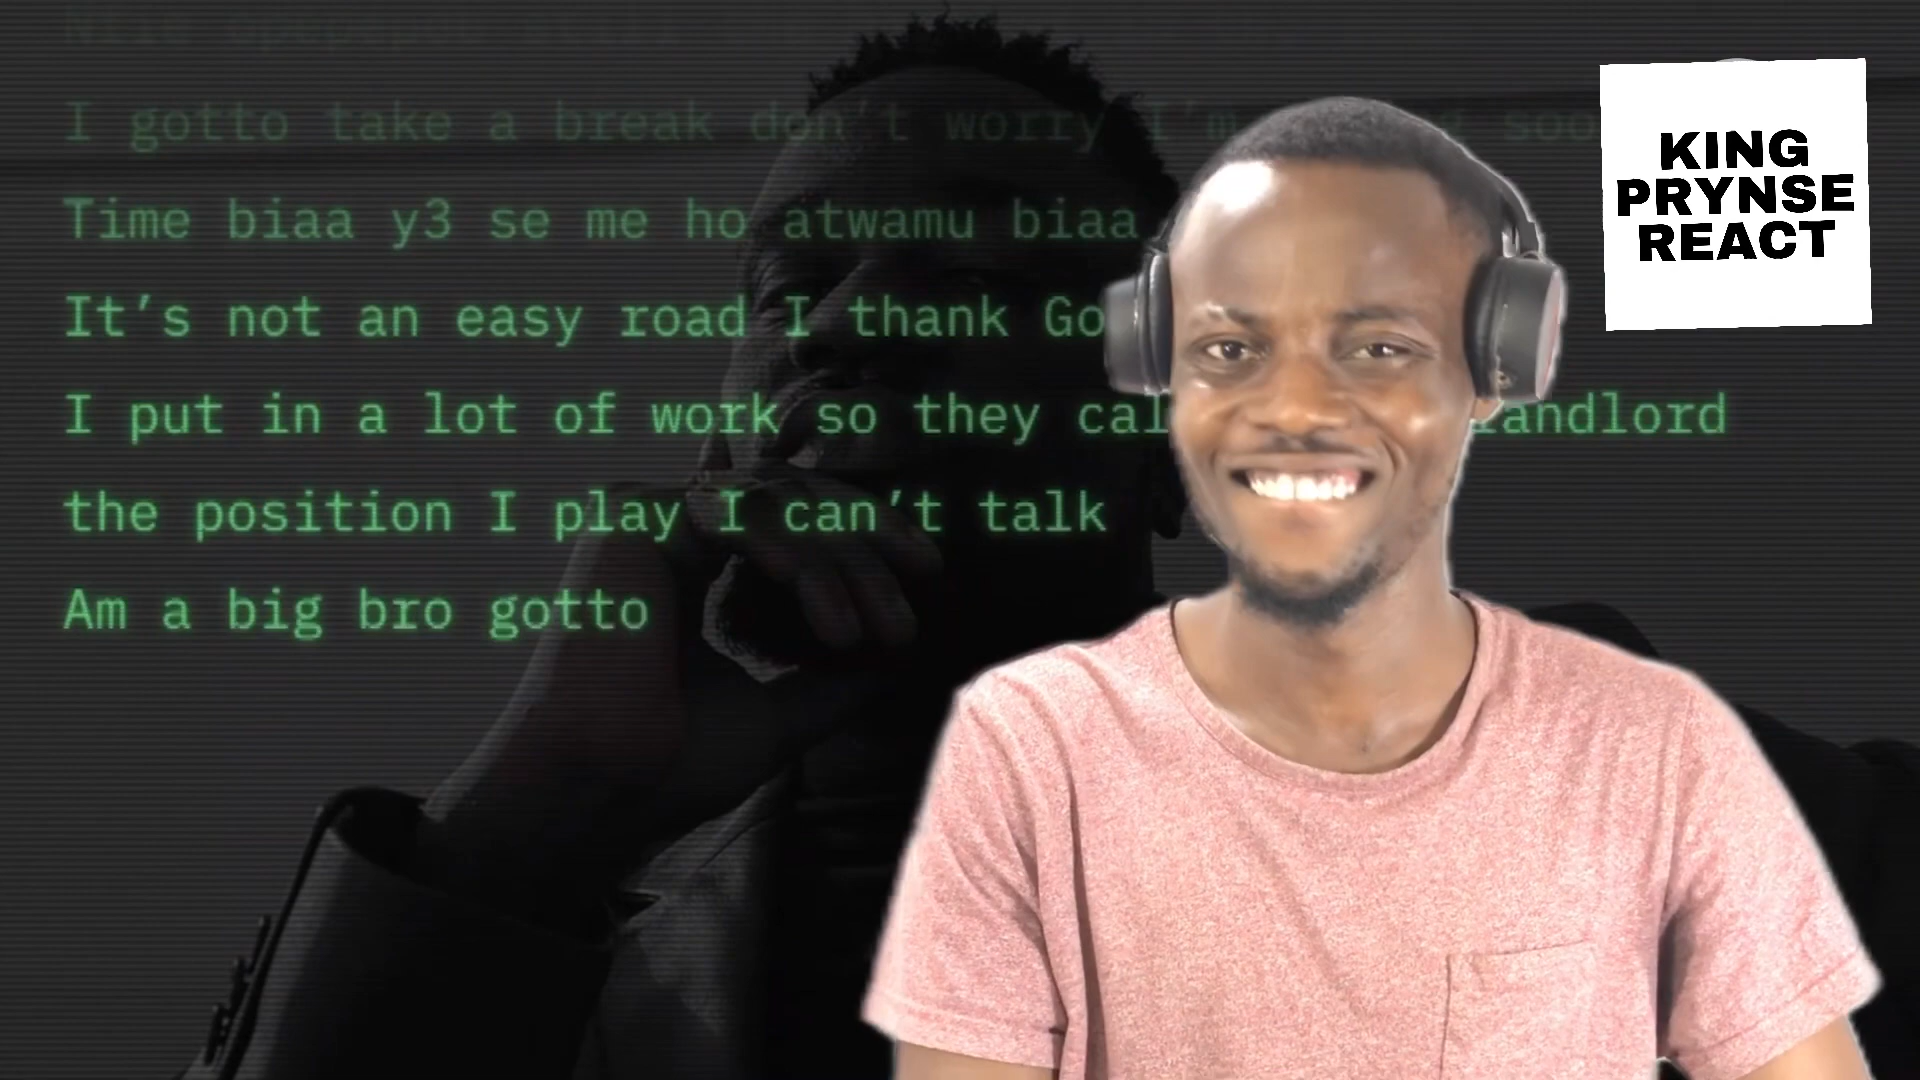 I gotto take a break don't worry I'm soo
Time biaa y3 se me ho atwamu biaa
It's not an easy road I thank Go
I put in a lot of work so they cal landlord
the position I play I can't talk
Am a big bro gotto
KING
PRYNSE
REACT